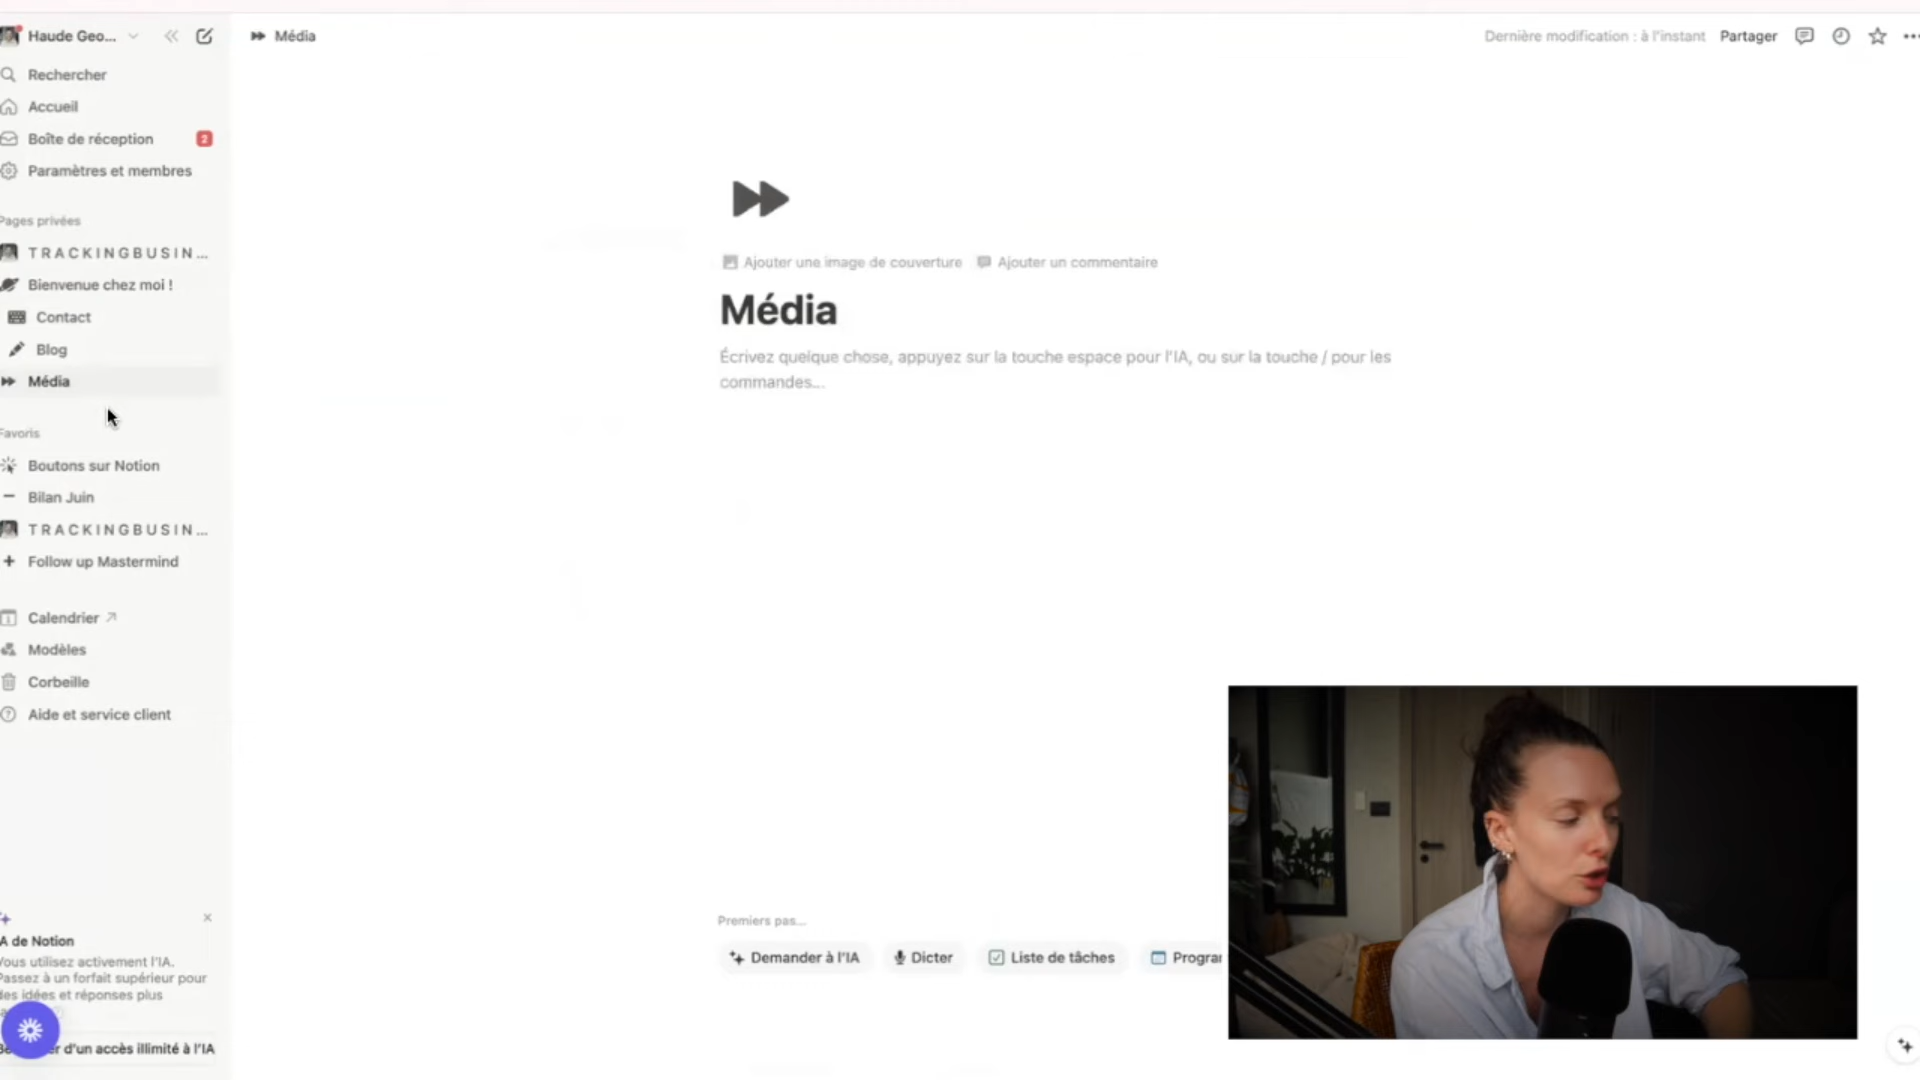 Haude Geo...
Média
Dernière modification : à l'instant
Partager
Rechercher
Accueil
Boîte de réception
2
Paramètres et membres
Pages privées
T R A C K I N G B U S I N ...
Bienvenue chez moi !
Contact
Blog
Média
Favoris
Boutons sur Notion
Bilan Juin
T R A C K I N G B U S I N ...
Follow up Mastermind
Calendrier
Modèles
Corbeille
Aide et service client
Ajouter une image de couverture
Ajouter un commentaire
Média
Écrivez quelque chose, appuyez sur la touche espace pour l'IA, ou sur la touche / pour les
commandes...
Premiers pas...
Demander à l'IA
Dicter
Liste de tâches
Progra
IA de Notion
Vous utilisez activement l'IA.
Passez à un forfait supérieur pour
des idées et réponses plus
d'un accès illimité à l'IA